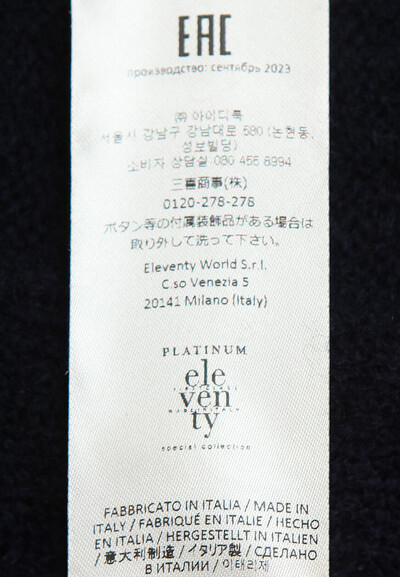 EAC
производство: сентябрь 2023
㈜ 아이디룩
서울시 강남구 강남대로 580 (논현동,
성보빌딩)
소비자 상담실 080 456 8994
三喜商事(株)
0120-278-278
ボタン等の付属装飾品がある場合は
取り外して洗って下さい。
Eleventy World S.r.l.
C.so Venezia 5
20141 Milano (Italy)
PLATINUM
ele
ven
MADE IN ITALY
ty
special collection
FABBRICATO IN ITALIA / MADE IN
ITALY / FABRIQUÉ EN ITALIE / HECHO
EN ITALIA / HERGESTELLT IN ITALIEN
/ 意大利制造 / イタリア製 / СДЕЛАНО
В ИТАЛИИ / 이태리제